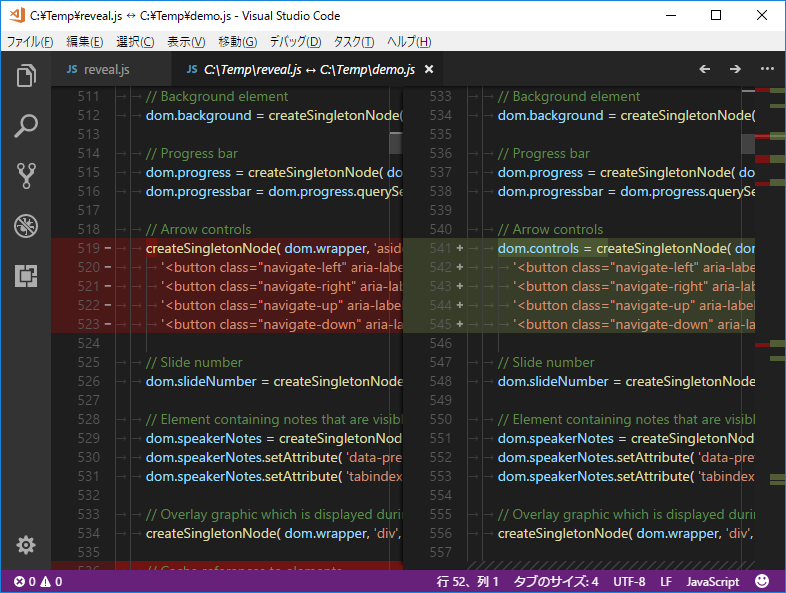 C:¥Temp¥reveal.js ↔ C:¥Temp¥demo.js - Visual Studio Code
ファイル(F) 編集(E) 選択(C) 表示(V) 移動(G) デバッグ(D) タスク(T) ヘルプ(H)
JS reveal.js
JS C:\Temp\reveal.js ↔ C:\Temp\demo.js
511 // Background element
512 dom.background = createSingletonNode(
513
514 // Progress bar
515 dom.progress = createSingletonNode( do
516 dom.progressbar = dom.progress.querySe
517
518 // Arrow controls
519 - createSingletonNode( dom.wrapper, 'asid
520 - '<button class="navigate-left" aria-labe
521 - '<button class="navigate-right" aria-la
522 - '<button class="navigate-up" aria-labe
523 - '<button class="navigate-down" aria-la
524
525 // Slide number
526 dom.slideNumber = createSingletonNode
527
528 // Element containing notes that are visibl
529 dom.speakerNotes = createSingletonNod
530 dom.speakerNotes.setAttribute( 'data-pre
531 dom.speakerNotes.setAttribute( 'tabindex
532
533 // Overlay graphic which is displayed durin
534 createSingletonNode( dom.wrapper, 'div',
535
536 // Cache references to elements
533 // Background element
534 dom.background = createSingletonNode(
535
536 // Progress bar
537 dom.progress = createSingletonNode( do
538 dom.progressbar = dom.progress.querySe
539
540 // Arrow controls
541 + dom.controls = createSingletonNode( dom
542 + '<button class="navigate-left" aria-labe
543 + '<button class="navigate-right" aria-la
544 + '<button class="navigate-up" aria-labe
545 + '<button class="navigate-down" aria-la
546
547 // Slide number
548 dom.slideNumber = createSingletonNode
549
550 // Element containing notes that are visibl
551 dom.speakerNotes = createSingletonNod
552 dom.speakerNotes.setAttribute( 'data-pre
553 dom.speakerNotes.setAttribute( 'tabindex
554
555 // Overlay graphic which is displayed durin
556 createSingletonNode( dom.wrapper, 'div',
557
0 0 行 52、列 1 タブのサイズ: 4 UTF-8 LF JavaScript